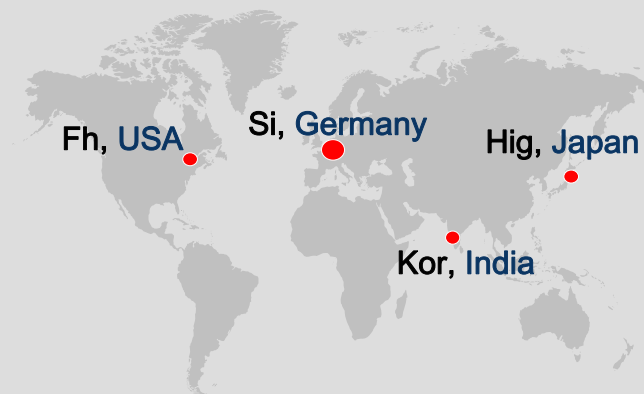 Si, Germany
Fh, USA
Hig, Japan
Kor, India